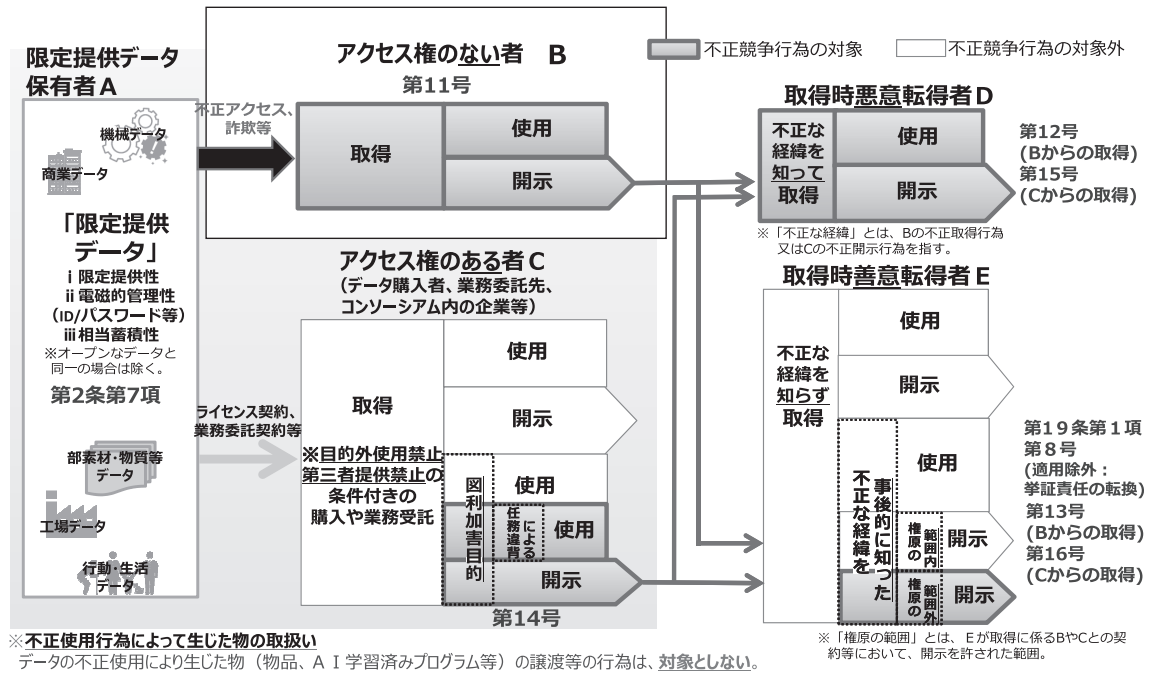 限定提供データ
保有者A
機械データ
商業データ
「限定提供
データ」
ⅰ限定提供性
ⅱ電磁的管理性
（ID/パスワード等）
ⅲ相当蓄積性
※オープンなデータと
同一の場合は除く。
第2条第7項
部素材・物質等
データ
工場データ
行動・生活
データ
アクセス権のない者　B
第11号
不正アクセス、
詐欺等
取得
使用
開示
アクセス権のある者C
（データ購入者、業務委託先、
コンソーシアム内の企業等）
ライセンス契約、
業務委託契約等
取得
※目的外使用禁止
第三者提供禁止の
条件付きの
購入や業務受託
使用
開示
図利加害目的
使用
任務違背
による
使用
開示
第14号
不正競争行為の対象
不正競争行為の対象外
取得時悪意転得者D
不正な
経緯を
知って
取得
使用
開示
第12号
(Bからの取得)
第15号
(Cからの取得)
※「不正な経緯」とは、Bの不正取得行為
又はCの不正開示行為を指す。
取得時善意転得者E
不正な
経緯を
知らず
取得
使用
開示
事後的に知った
不正な経緯を
使用
範囲内
権原の
開示
範囲外
権原の
開示
第19条第1項
第8号
(適用除外：
挙証責任の転換)
第13号
(Bからの取得)
第16号
(Cからの取得)
※「権原の範囲」とは、Eが取得に係るBやCとの契
約等において、開示を許された範囲。
※不正使用行為によって生じた物の取扱い
データの不正使用により生じた物（物品、AI学習済みプログラム等）の譲渡等の行為は、対象としない。